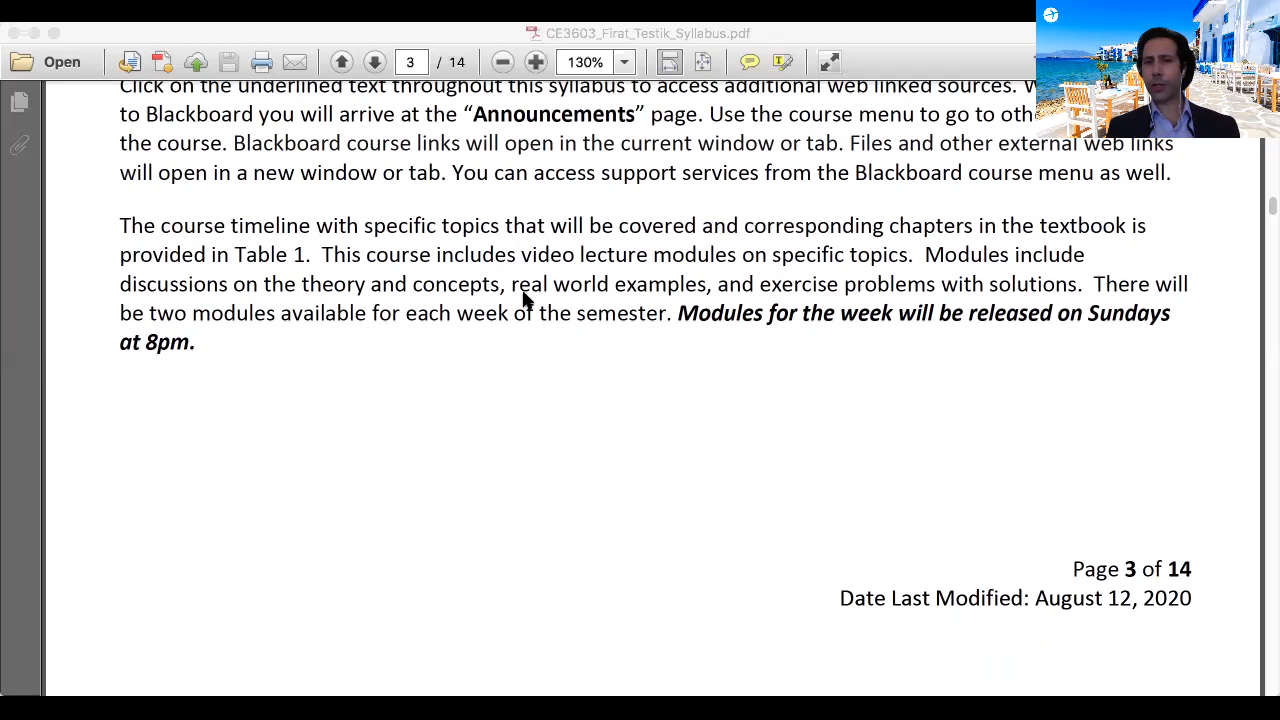 CE3603_Firat_Testik_Syllabus.pdf
Open 3 / 14 130%
Click on the underlined text throughout this syllabus to access additional web linked sources.
to Blackboard you will arrive at the “Announcements” page. Use the course menu to go to
the course. Blackboard course links will open in the current window or tab. Files and other external web links
will open in a new window or tab. You can access support services from the Blackboard course menu as well.
The course timeline with specific topics that will be covered and corresponding chapters in the textbook is
provided in Table 1. This course includes video lecture modules on specific topics. Modules include
discussions on the theory and concepts, real world examples, and exercise problems with solutions. There will
be two modules available for each week of the semester. Modules for the week will be released on Sundays
at 8pm.
Page 3 of 14
Date Last Modified: August 12, 2020